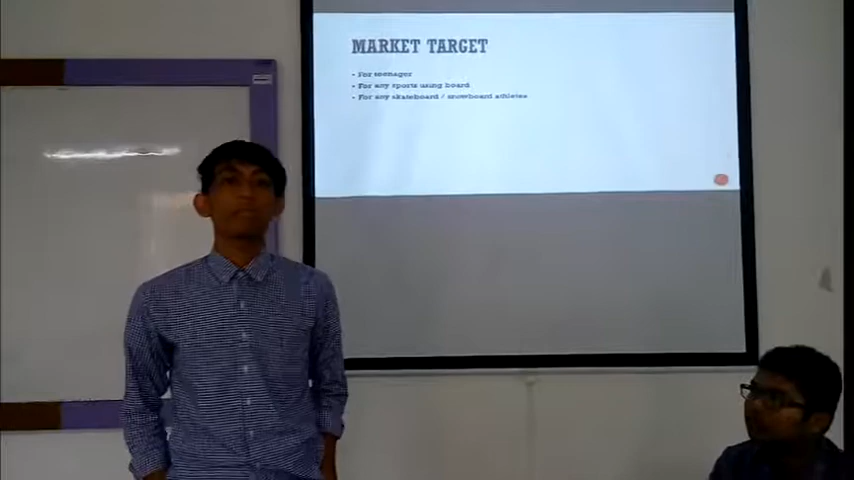 MARKET TARGET
• For teenager
• For any sports using board
• For any skateboard / snowboard athletes